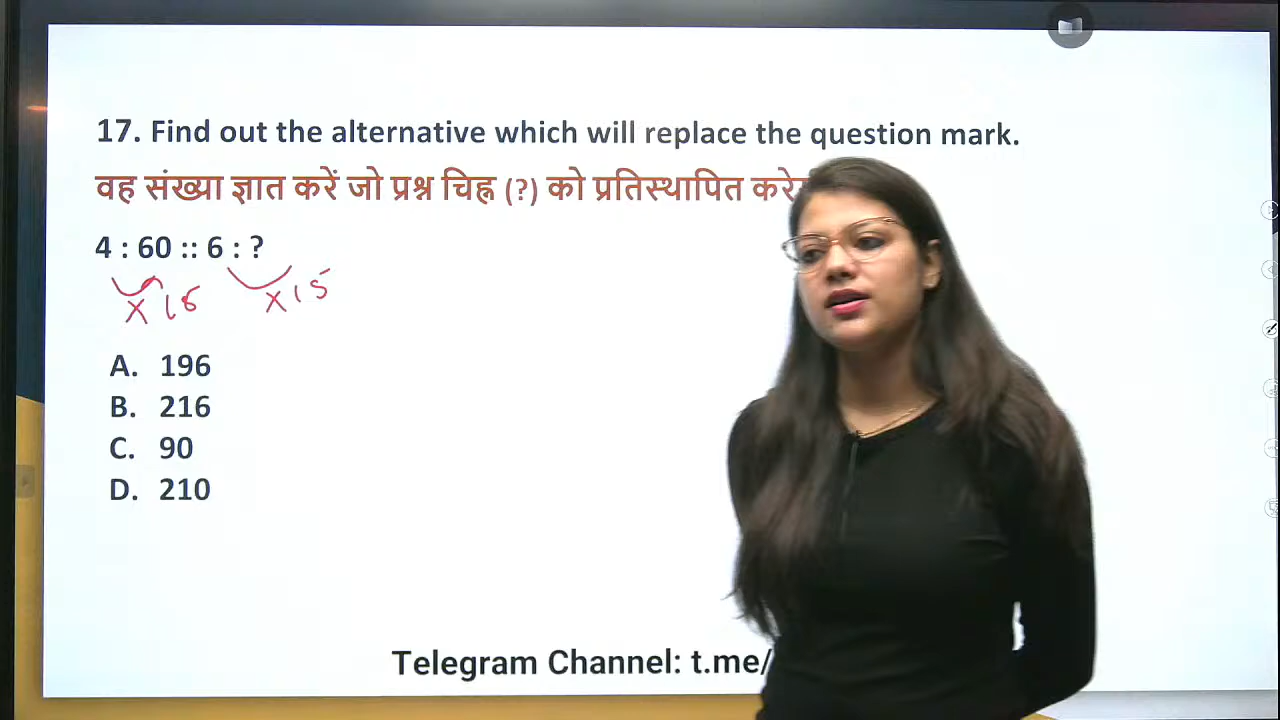 17. Find out the alternative which will replace the question mark.
वह संख्या ज्ञात करें जो प्रश्न चिह्न (?) को प्रतिस्थापित
4 : 60 :: 6 : ?
x 15 x 15
A. 196
B. 216
C. 90
D. 210
Telegram Channel: t.me/